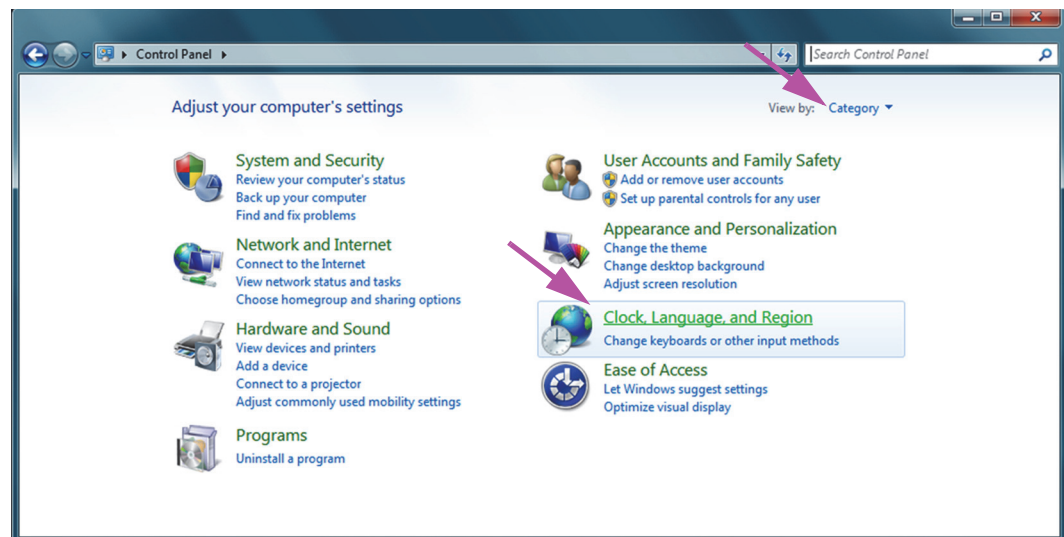 Control Panel
Search Control Panel
Adjust your computer's settings
View by: Category
System and Security
Review your computer's status
Back up your computer
Find and fix problems
Network and Internet
Connect to the Internet
View network status and tasks
Choose homegroup and sharing options
Hardware and Sound
View devices and printers
Add a device
Connect to a projector
Adjust commonly used mobility settings
Programs
Uninstall a program
User Accounts and Family Safety
Add or remove user accounts
Set up parental controls for any user
Appearance and Personalization
Change the theme
Change desktop background
Adjust screen resolution
Clock, Language, and Region
Change keyboards or other input methods
Ease of Access
Let Windows suggest settings
Optimize visual display